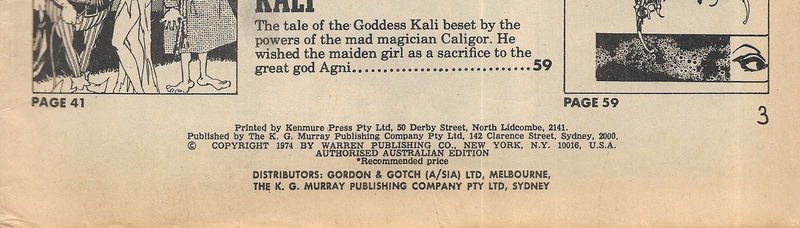 KALI
The tale of the Goddess Kali beset by the
powers of the mad magician Caligor. He
wished the maiden girl as a sacrifice to the
great god Agni..............................59
PAGE 41
PAGE 59
3
Printed by Kenmure Press Pty Ltd, 50 Derby Street, North Lidcombe, 2141.
Published by The K. G. Murray Publishing Company Pty Ltd, 142 Clarence Street, Sydney, 2000.
© COPYRIGHT 1974 BY WARREN PUBLISHING CO., NEW YORK, N.Y. 10016, U.S.A.
AUTHORISED AUSTRALIAN EDITION
*Recommended price
DISTRIBUTORS: GORDON & GOTCH (A/SIA) LTD, MELBOURNE,
THE K. G. MURRAY PUBLISHING COMPANY PTY LTD, SYDNEY